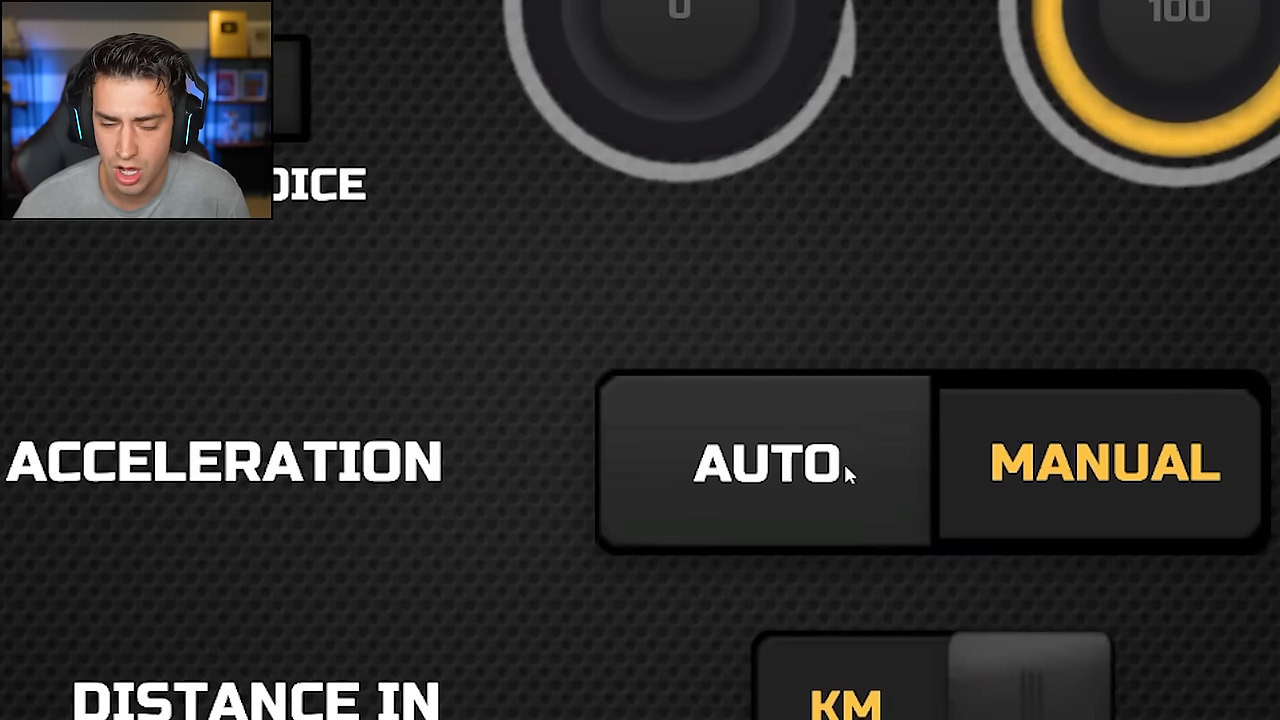 0
100
OICE
ACCELERATION
AUTO
MANUAL
DISTANCE IN
KM